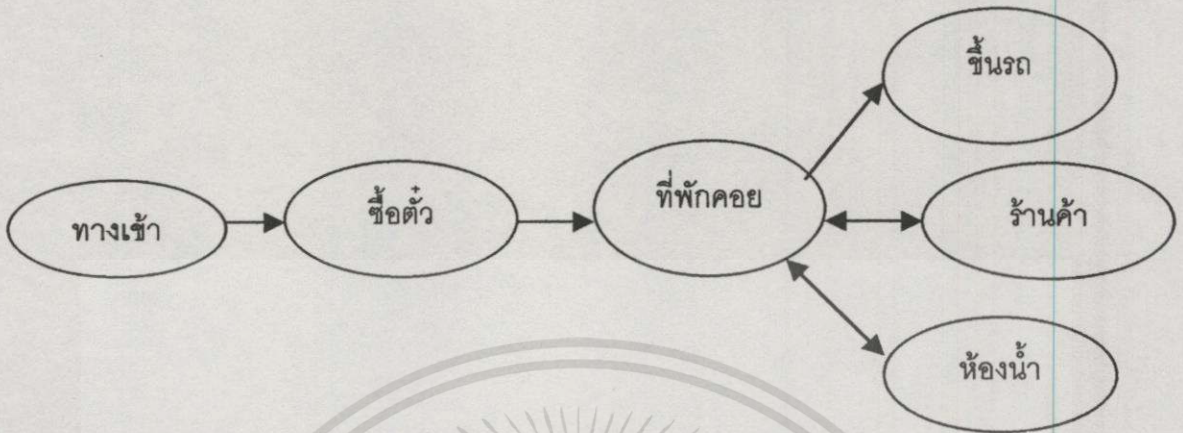 ทางเข้า
ซื้อตั๋ว
ที่พักคอย
ขึ้นรถ
ร้านค้า
ห้องน้ำ